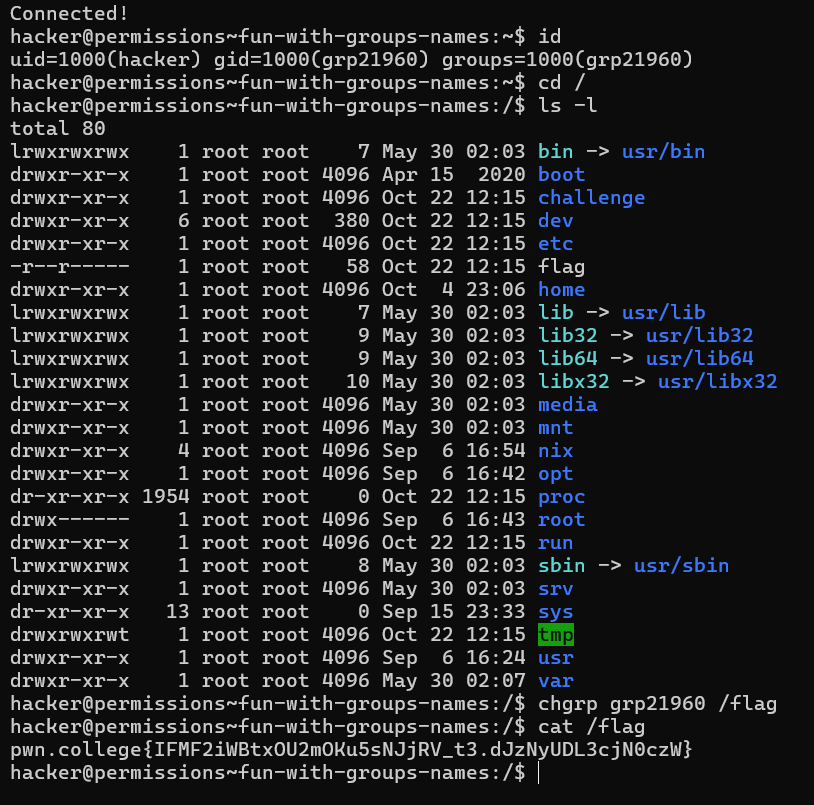 Connected!
hacker@permissions~fun-with-groups-names:~$ id
uid=1000(hacker) gid=1000(grp21960) groups=1000(grp21960)
hacker@permissions~fun-with-groups-names:~$ cd /
hacker@permissions~fun-with-groups-names:/$ ls -l
total 80
lrwxrwxrwx    1 root root    7 May 30 02:03 bin -> usr/bin
drwxr-xr-x    1 root root 4096 Apr 15  2020 boot
drwxr-xr-x    1 root root 4096 Oct 22 12:15 challenge
drwxr-xr-x    6 root root  380 Oct 22 12:15 dev
drwxr-xr-x    1 root root 4096 Oct 22 12:15 etc
-r--r-----    1 root root   58 Oct 22 12:15 flag
drwxr-xr-x    1 root root 4096 Oct  4 23:06 home
lrwxrwxrwx    1 root root    7 May 30 02:03 lib -> usr/lib
lrwxrwxrwx    1 root root    9 May 30 02:03 lib32 -> usr/lib32
lrwxrwxrwx    1 root root    9 May 30 02:03 lib64 -> usr/lib64
lrwxrwxrwx    1 root root   10 May 30 02:03 libx32 -> usr/libx32
drwxr-xr-x    1 root root 4096 May 30 02:03 media
drwxr-xr-x    1 root root 4096 May 30 02:03 mnt
drwxr-xr-x    4 root root 4096 Sep  6 16:54 nix
drwxr-xr-x    1 root root 4096 Sep  6 16:42 opt
dr-xr-xr-x 1954 root root    0 Oct 22 12:15 proc
drwx------    1 root root 4096 Sep  6 16:43 root
drwxr-xr-x    1 root root 4096 Oct 22 12:15 run
lrwxrwxrwx    1 root root    8 May 30 02:03 sbin -> usr/sbin
drwxr-xr-x    1 root root 4096 May 30 02:03 srv
dr-xr-xr-x   13 root root    0 Sep 15 23:33 sys
drwxrwxrwt    1 root root 4096 Oct 22 12:15 tmp
drwxr-xr-x    1 root root 4096 Sep  6 16:24 usr
drwxr-xr-x    1 root root 4096 May 30 02:07 var
hacker@permissions~fun-with-groups-names:/$ chgrp grp21960 /flag
hacker@permissions~fun-with-groups-names:/$ cat /flag
pwn.college{IFMF2iWBtxOU2mOKu5sNJjRV_t3.dJzNyUDL3cjN0czW}
hacker@permissions~fun-with-groups-names:/$